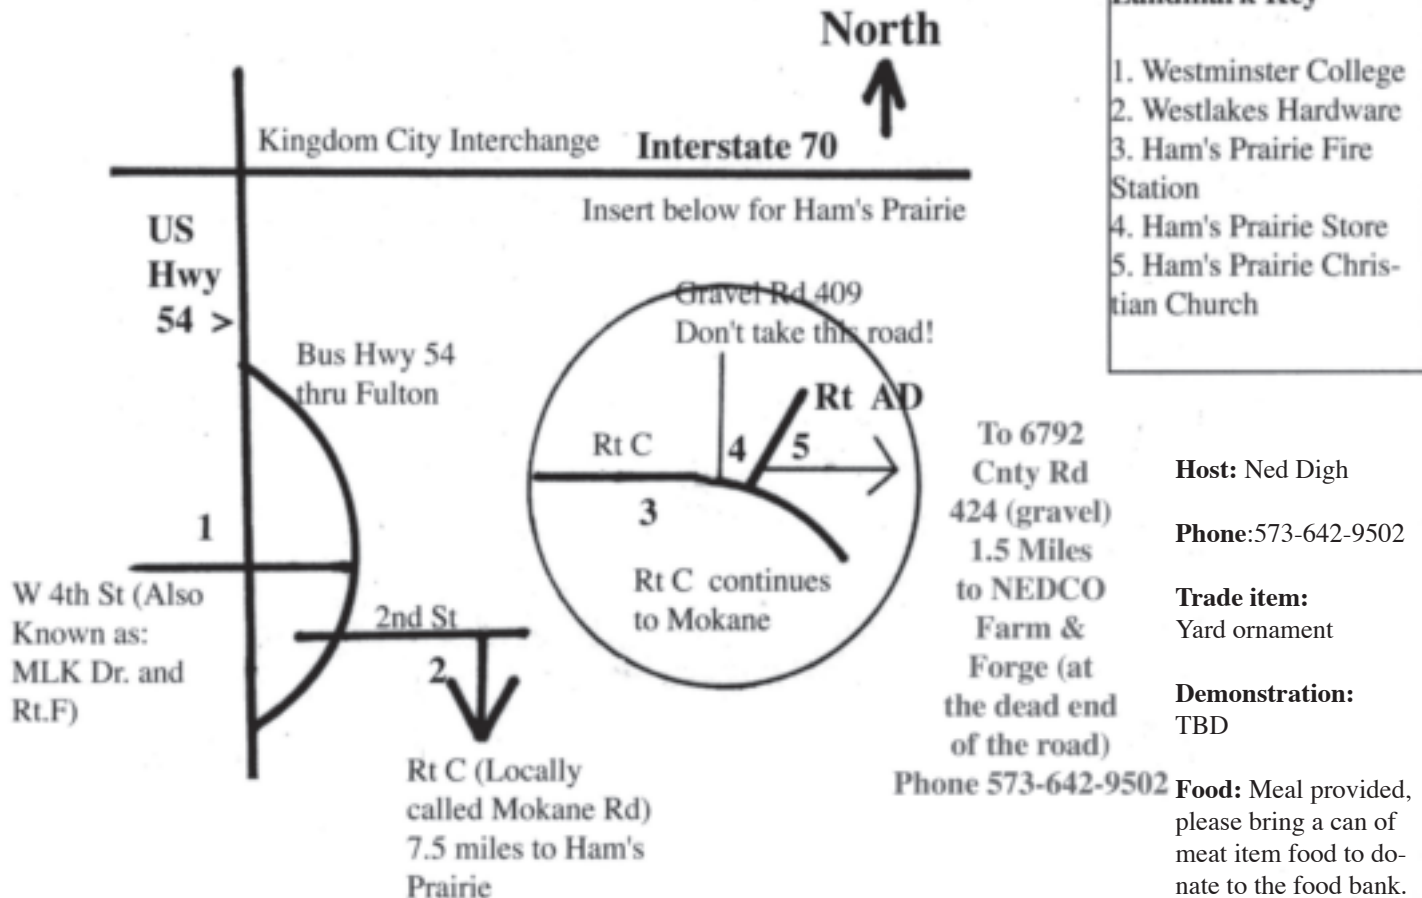 North
Kingdom City Interchange
Interstate 70
Insert below for Ham's Prairie
US
Hwy
54 >
Bus Hwy 54
thru Fulton
1
W 4th St (Also
Known as:
MLK Dr. and
Rt.F)
2nd St
2
Rt C (Locally
called Mokane Rd)
7.5 miles to Ham's
Prairie
Gravel Rd 409
Don't take this road!
Rt AD
Rt C
4
5
3
Rt C continues
to Mokane
To 6792
Cnty Rd
424 (gravel)
1.5 Miles
to NEDCO
Farm &
Forge (at
the dead end
of the road)
Phone 573-642-9502
Landmark Key
1. Westminster College
2. Westlakes Hardware
3. Ham's Prairie Fire
Station
4. Ham's Prairie Store
5. Ham's Prairie Chris-
tian Church
Host: Ned Digh
Phone:573-642-9502
Trade item:
Yard ornament
Demonstration:
TBD
Food: Meal provided,
please bring a can of
meat item food to do-
nate to the food bank.